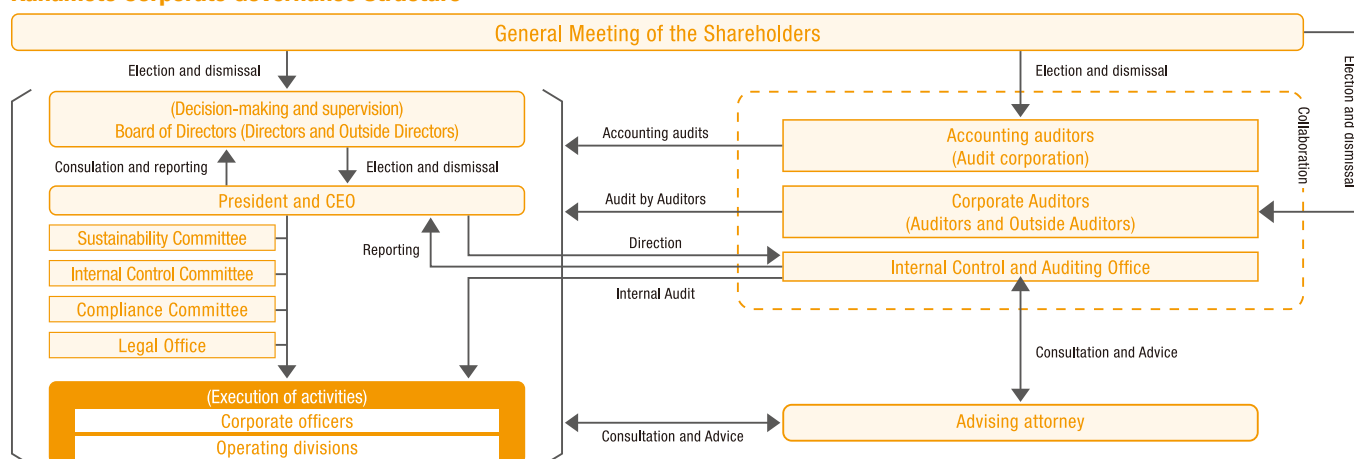 General Meeting of the Shareholders
Election and dismissal
Election and dismissal
Election and dismissal
(Decision-making and supervision)
Board of Directors (Directors and Outside Directors)
Consulation and reporting
Election and dismissal
President and CEO
Sustainability Committee
Internal Control Committee
Compliance Committee
Legal Office
(Execution of activities)
Corporate officers
Operating divisions
Accounting audits
Audit by Auditors
Direction
Reporting
Internal Audit
Consultation and Advice
Accounting auditors
(Audit corporation)
Corporate Auditors
(Auditors and Outside Auditors)
Internal Control and Auditing Office
Collaboration
Consultation and Advice
Advising attorney